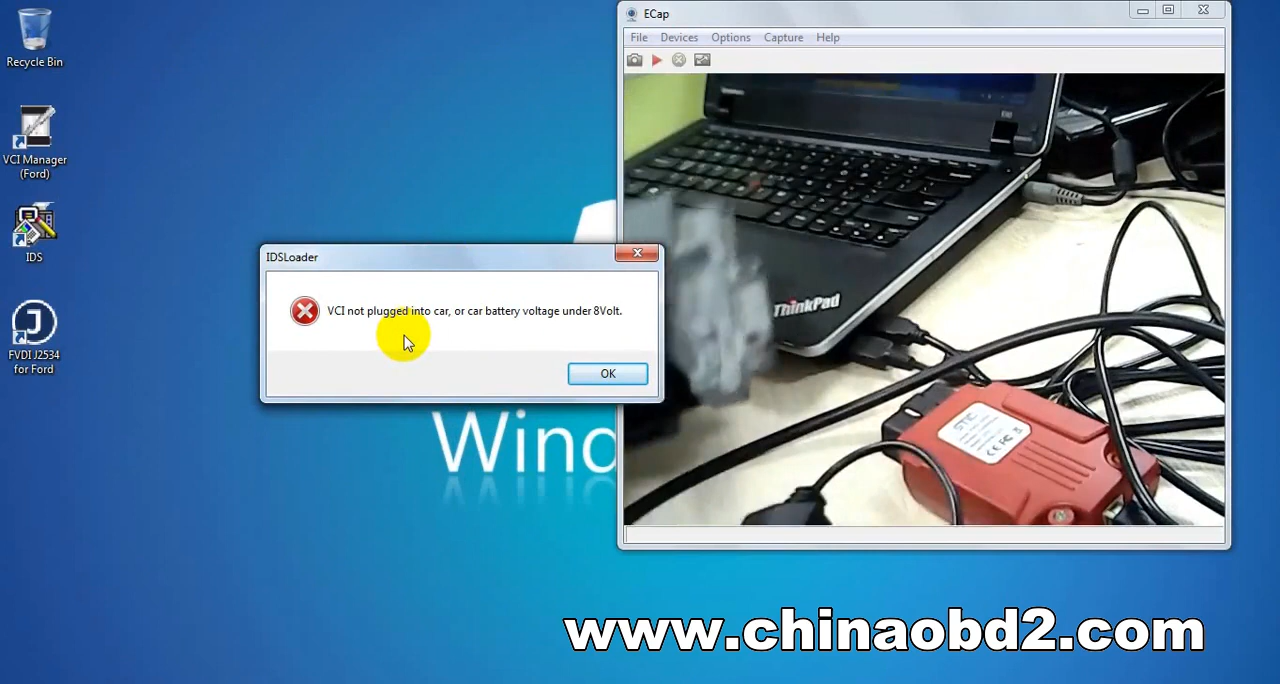 Recycle Bin
VCI Manager
(Ford)
IDS
FVDI J2534
for Ford
ECap
File Devices Options Capture Help
ThinkPad
IDSLoader
VCI not plugged into car, or car battery voltage under 8Volt.
OK
Wind
www.chinaobd2.com